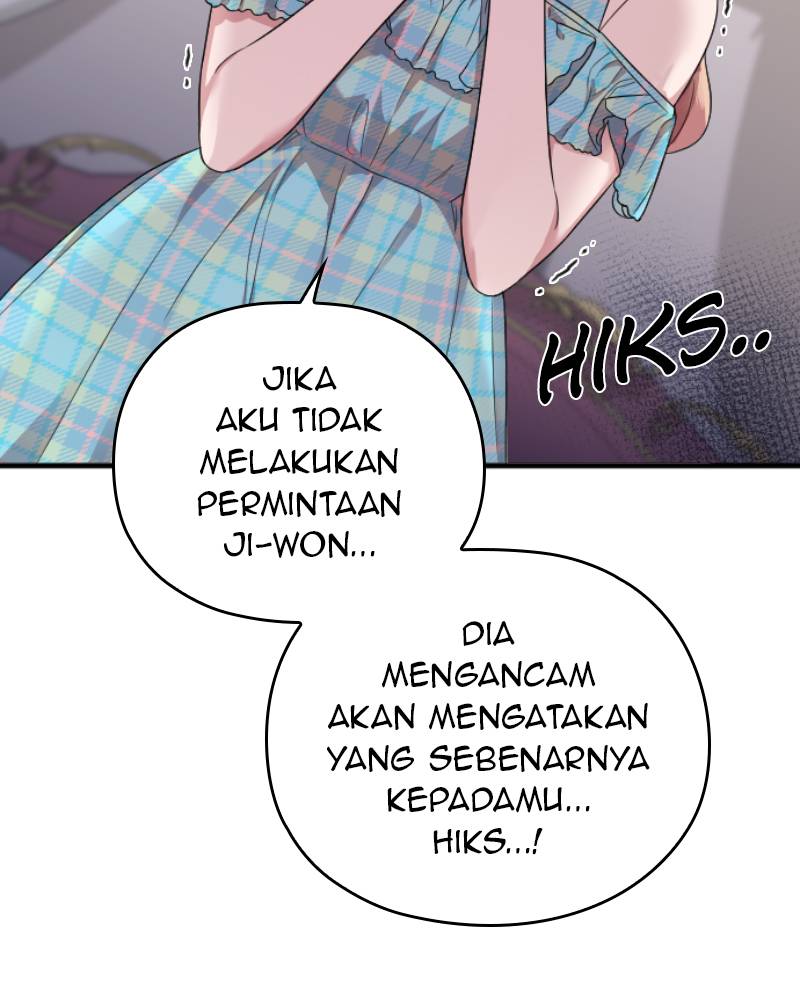 HIKS..
JIKA
AKU TIDAK
MELAKUKAN
PERMINTAAN
JI-WON...
DIA
MENGANCAM
AKAN MENGATAKAN
YANG SEBENARNYA
KEPADAMU...
HIKS...!